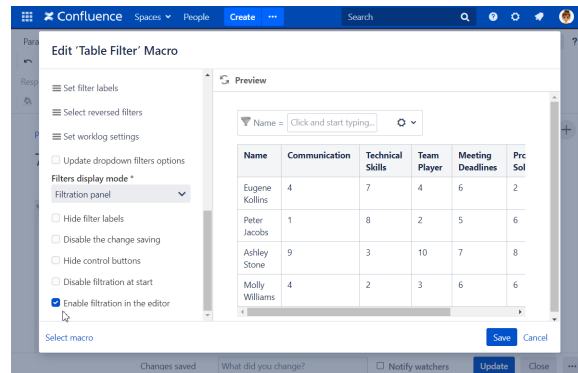 Confluence Spaces People Create ••• Search
Para
Edit 'Table Filter' Macro
?
Resp
Set filter labels
Select reversed filters
Set worklog settings
Update dropdown filters options
Filters display mode *
Filtration panel
Hide filter labels
Disable the change saving
Hide control buttons
Disable filtration at start
Enable filtration in the editor
Preview
Name = Click and start typing...
Name Communication Technical Skills Team Player Meeting Deadlines Pro Sol
Eugene Kollins 4 7 4 6 2
Peter Jacobs 1 8 2 5 6
Ashley Stone 9 3 10 7 8
Molly Williams 4 2 3 6 6
Select macro Save Cancel
Changes saved What did you change? Notify watchers Update Close •••